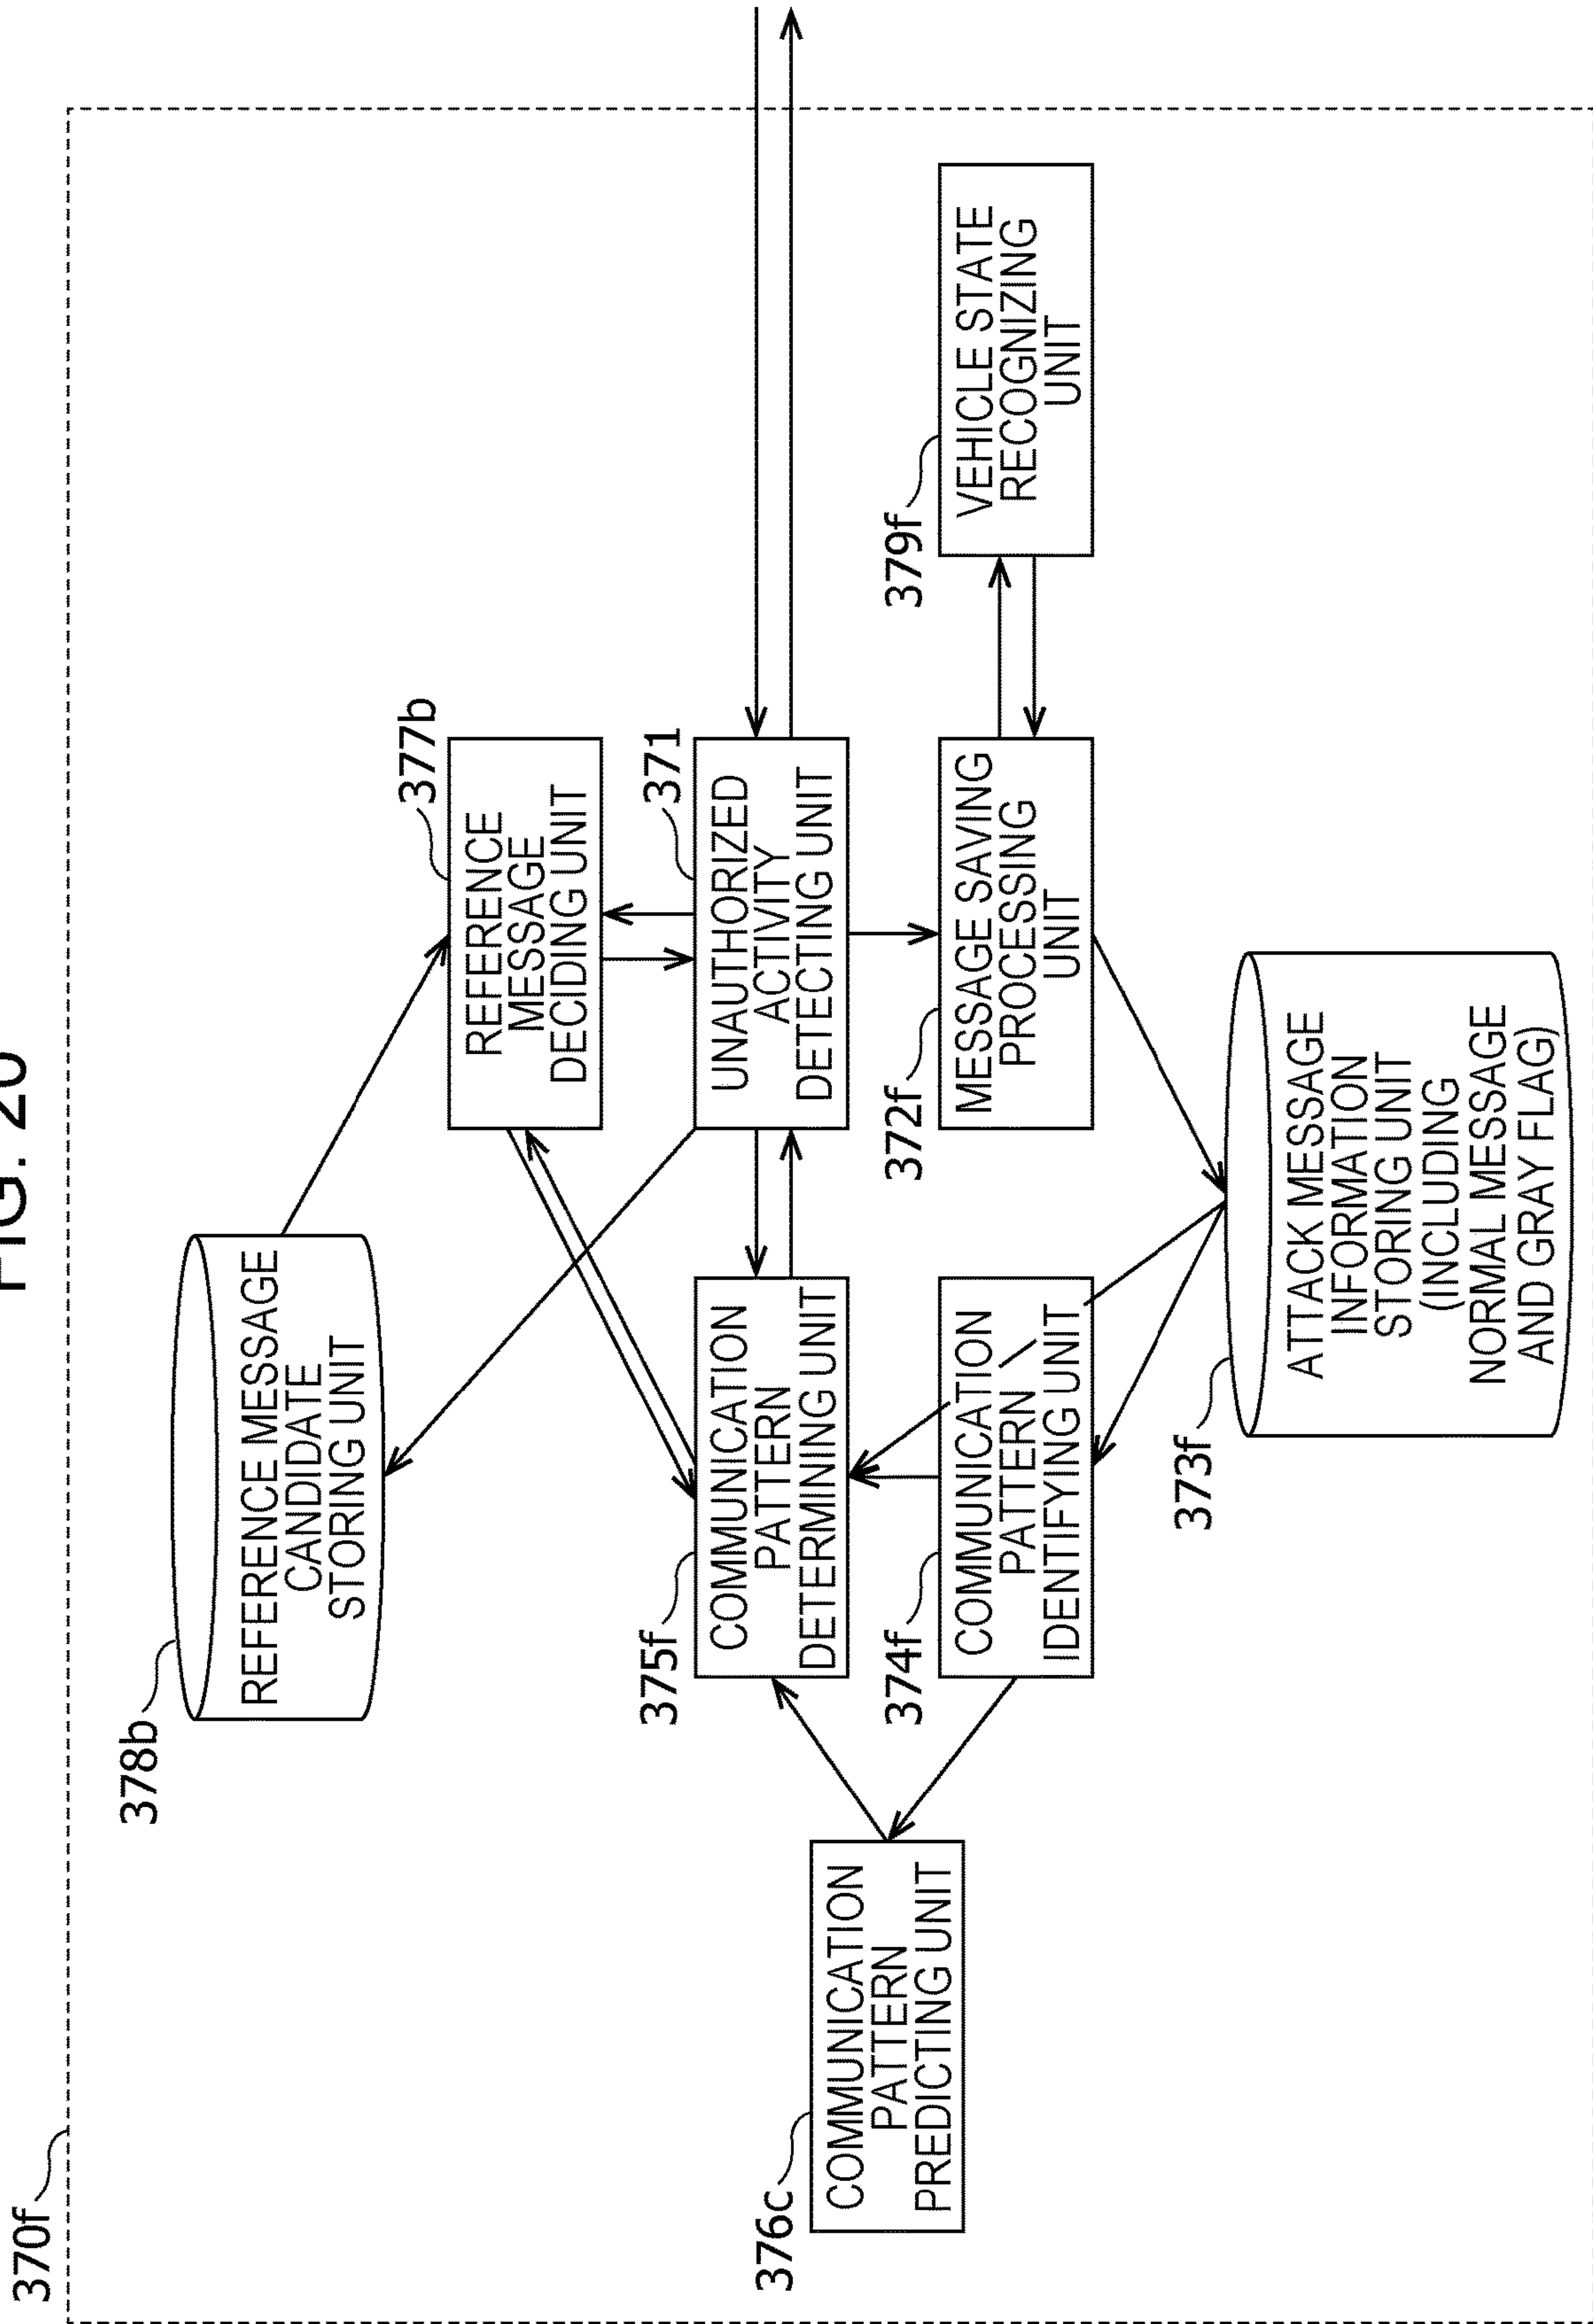 FIG.
370f
378b
REFERENCE MESSAGE
CANDIDATE
STORING UNIT
377b
REFERENCE
MESSAGE
DECIDING UNIT
375f
COMMUNICATION
PATTERN
DETERMINING UNIT
371
UNAUTHORIZED
ACTIVITY
DETECTING UNIT
376c
COMMUNICATION
PATTERN
PREDICTING UNIT
374f
COMMUNICATION
PATTERN
IDENTIFYING UNIT
372f
MESSAGE SAVING
PROCESSING
UNIT
379f
VEHICLE STATE
RECOGNIZING
UNIT
373f
ATTACK MESSAGE
INFORMATION
STORING UNIT
(INCLUDING
NORMAL MESSAGE
AND GRAY FLAG)